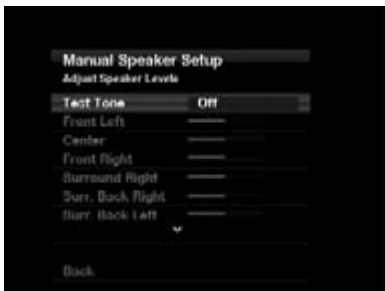 Manual Speaker Setup
Adjust Speaker Levels
Test Tone Off
Front Left
Center
Front Right
Surround Right
Surr. Back Right
Surr. Back Left
Back